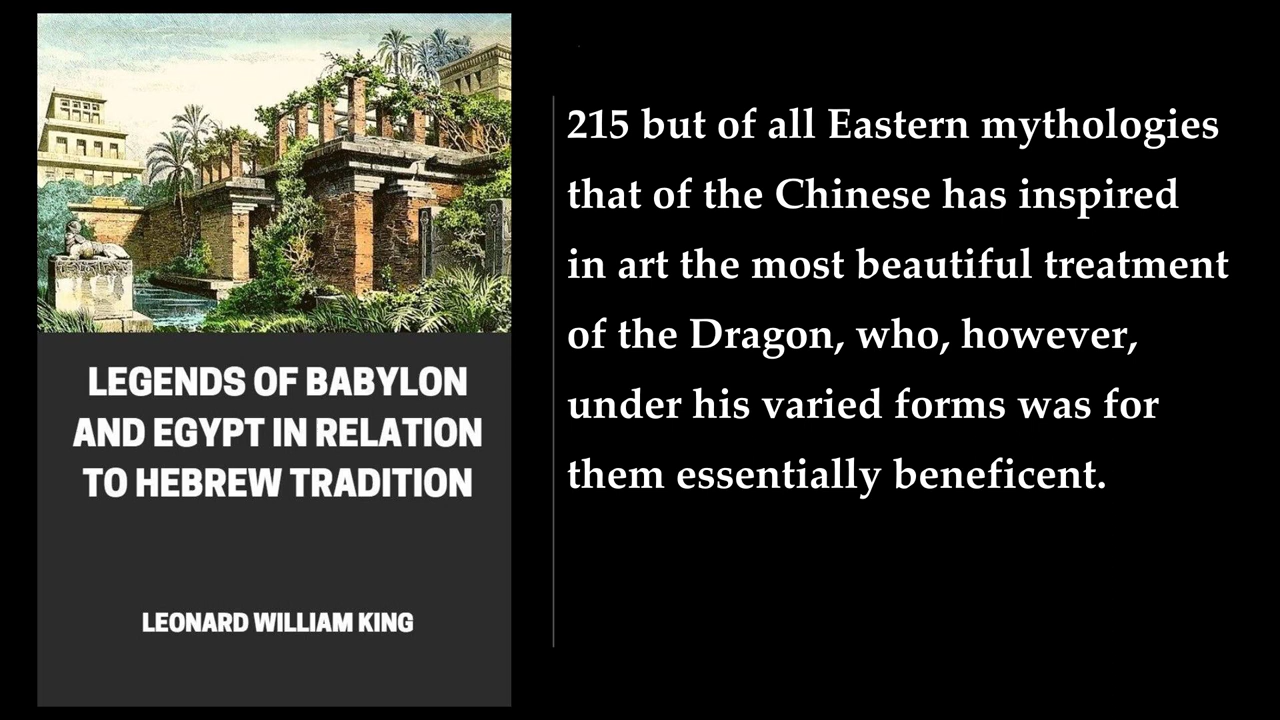 LEGENDS OF BABYLON
AND EGYPT IN RELATION
TO HEBREW TRADITION
LEONARD WILLIAM KING
215 but of all Eastern mythologies
that of the Chinese has inspired
in art the most beautiful treatment
of the Dragon, who, however,
under his varied forms was for
them essentially beneficent.